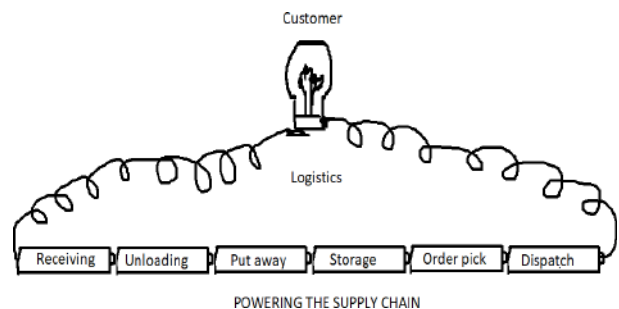 Customer
Logistics
Receiving Unloading Put away Storage Order pick Dispatch
POWERING THE SUPPLY CHAIN